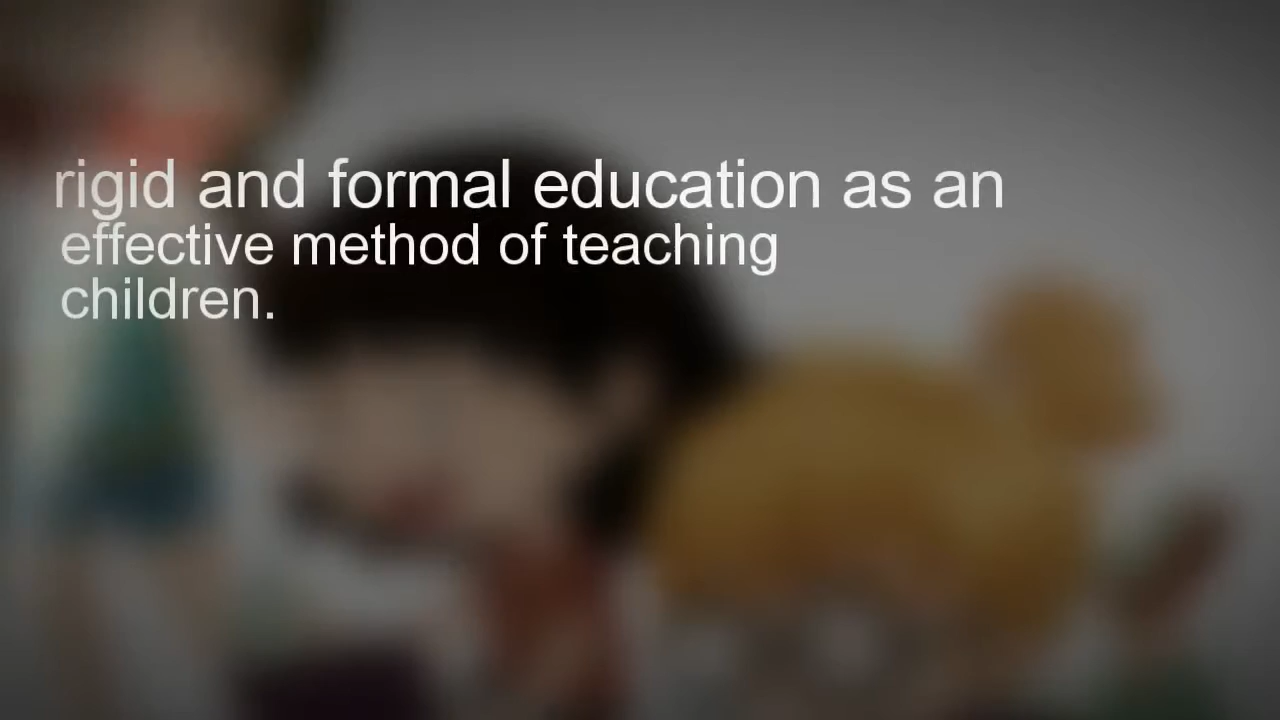 rigid and formal education as an
effective method of teaching
children.